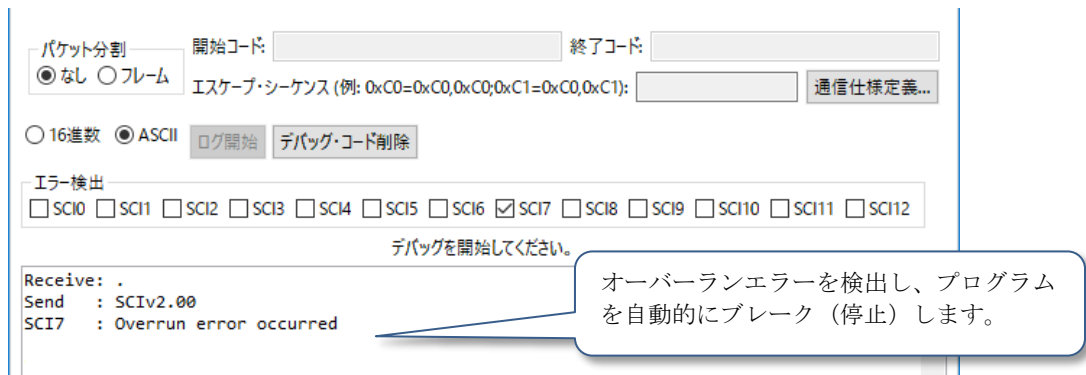 パケット分割
開始コード:
終了コード:
なし フレーム
エスケープ・シーケンス (例: 0xC0=0xC0,0xC0;0xC1=0xC0,0xC1):
通信仕様定義...
16進数 ASCII ログ開始 デバッグ・コード削除
エラー検出
SCI0 SCI1 SCI2 SCI3 SCI4 SCI5 SCI6 SCI7 SCI8 SCI9 SCI10 SCI11 SCI12
デバッグを開始してください。
Receive: .
Send : SCIv2.00
SCI7 : Overrun error occurred
オーバーランエラーを検出し、プログラム
を自動的にブレーク（停止）します。